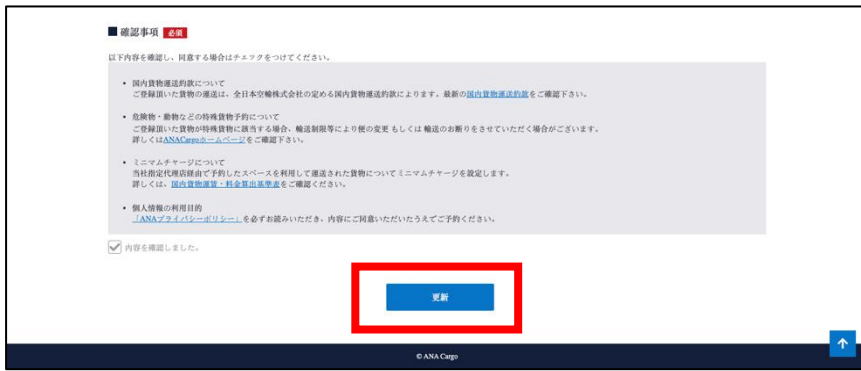 ■ 確認事項 必須
以下内容を確認し、同意する場合はチェックをつけてください。
• 国内貨物運送約款について
ご登録頂いた貨物の運送は、全日本空輸株式会社の定める国内貨物運送約款によります。最新の国内貨物運送約款をご確認下さい。
• 危険物・動物などの特殊貨物予約について
ご登録頂いた貨物が特殊貨物に該当する場合、輸送制限等により便の変更 もしくは 輸送のお断りをさせていただく場合がございます。
詳しくはANACargoホームページをご確認下さい。
• ミニマムチャージについて
当社指定代理店経由で予約したスペースを利用して運送された貨物についてミニマムチャージを設定します。
詳しくは、国内貨物運賃・料金算出基準表をご確認ください。
• 個人情報の利用目的
「ANAプライバシーポリシー」を必ずお読みいただき、内容にご同意いただいたうえでご予約ください。
内容を確認しました。
更新
© ANA Cargo